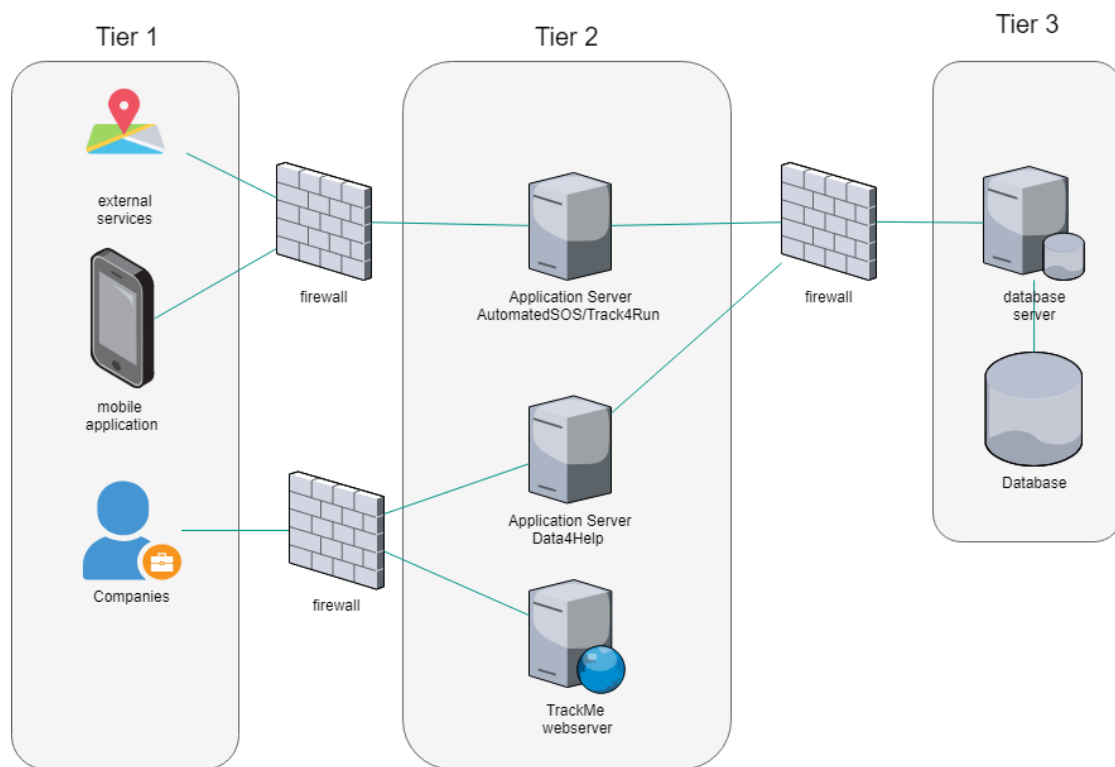 Tier 1
Tier 2
Tier 3
external
services
mobile
application
Companies
firewall
firewall
Application Server
AutomatedSOS/Track4Run
Application Server
Data4Help
TrackMe
webserver
firewall
database
server
Database